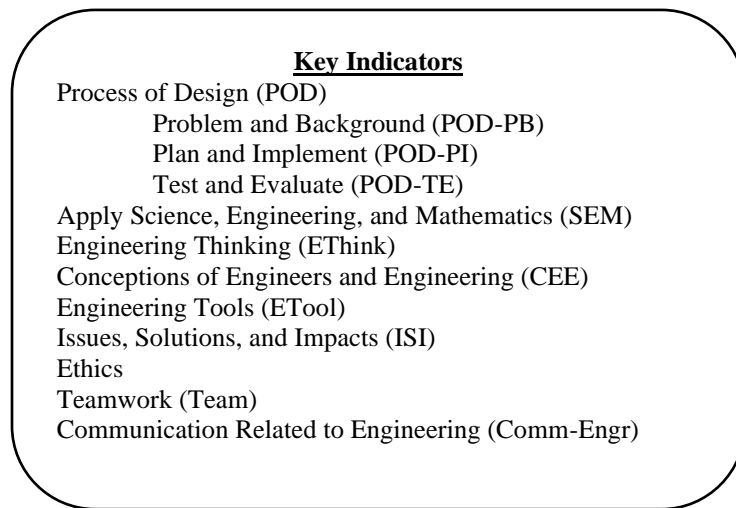 Key Indicators
Process of Design (POD)
Problem and Background (POD-PB)
Plan and Implement (POD-PI)
Test and Evaluate (POD-TE)
Apply Science, Engineering, and Mathematics (SEM)
Engineering Thinking (EThink)
Conceptions of Engineers and Engineering (CEE)
Engineering Tools (ETool)
Issues, Solutions, and Impacts (ISI)
Ethics
Teamwork (Team)
Communication Related to Engineering (Comm-Engr)